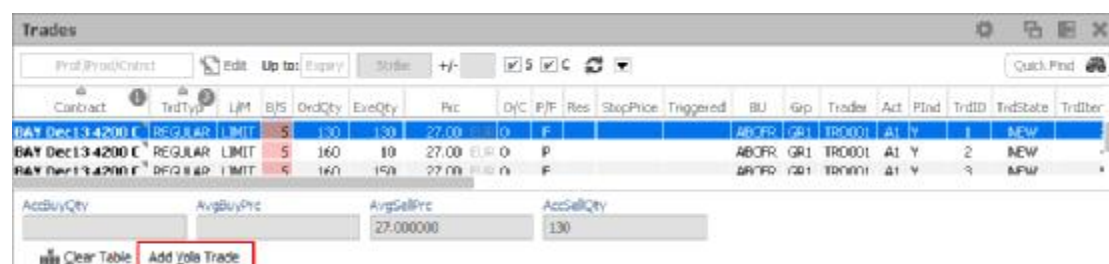 Trades
Prof/Prod/Cntrct Edit Up to: Expiry Strike +/- S C Quick Find
Contract 1 TrdTyp 2 L/M B/S OrdQty ExeQty Prc O/C P/F Res StopPrice Triggered BU Grp Trader Act PInd TrdID TrdState TrdIter
BAY Dec13 4200 C REGULAR LIMIT S 130 130 27.00 EUR O F ABCFR GR1 TRD001 A1 Y 1 NEW
BAY Dec13 4200 C REGULAR LIMIT S 160 10 27.00 EUR O P ABCFR GR1 TRD001 A1 Y 2 NEW
BAY Dec13 4200 C REGULAR LIMIT S 160 150 27.00 EUR O F ABCFR GR1 TRD001 A1 Y 3 NEW
AccBuyQty AvgBuyPrc AvgSellPrc AccSellQty
27.000000 130
Clear Table Add Vola Trade